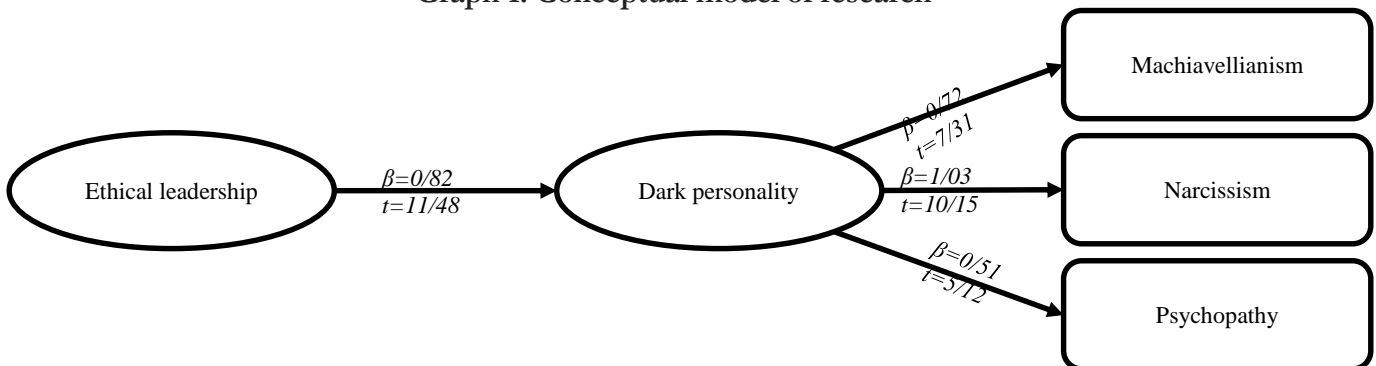 Graph 1. Conceptual model of research
Machiavellianism
β=0/72
t=7/31
Ethical leadership
β=0/82
t=11/48
Dark personality
β=1/03
t=10/15
Narcissism
β=0/51
t=5/12
Psychopathy